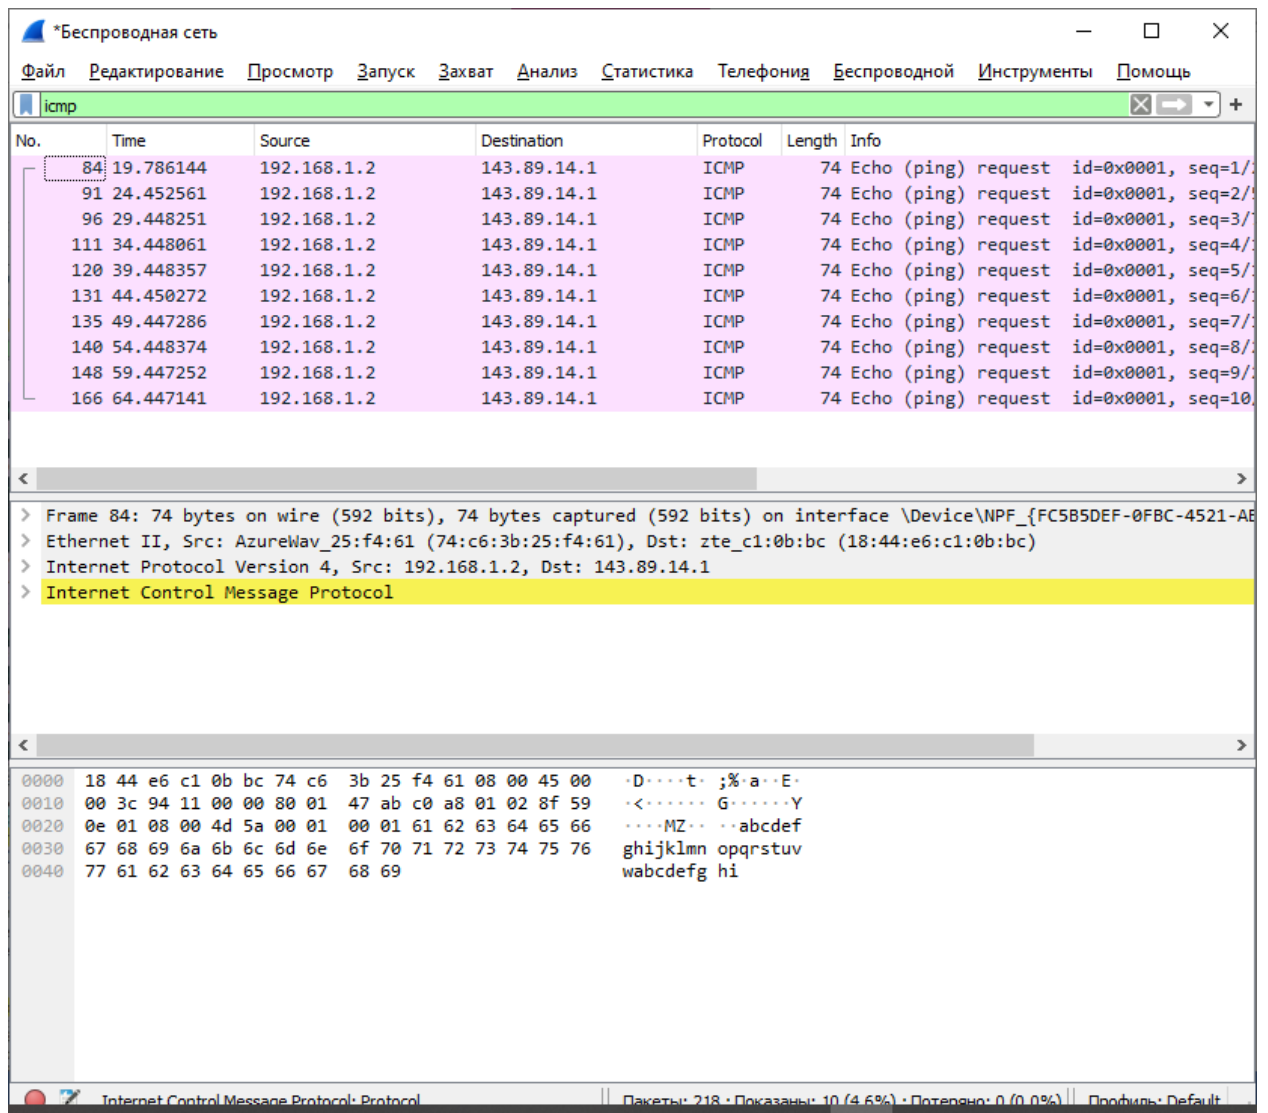 *Беспроводная сеть
Файл Редактирование Просмотр Запуск Захват Анализ Статистика Телефония Беспроводной Инструменты Помощь
icmp
No. Time Source Destination Protocol Length Info
84 19.786144 192.168.1.2 143.89.14.1 ICMP 74 Echo (ping) request id=0x0001, seq=1/
91 24.452561 192.168.1.2 143.89.14.1 ICMP 74 Echo (ping) request id=0x0001, seq=2/
96 29.448251 192.168.1.2 143.89.14.1 ICMP 74 Echo (ping) request id=0x0001, seq=3/
111 34.448061 192.168.1.2 143.89.14.1 ICMP 74 Echo (ping) request id=0x0001, seq=4/
120 39.448357 192.168.1.2 143.89.14.1 ICMP 74 Echo (ping) request id=0x0001, seq=5/
131 44.450272 192.168.1.2 143.89.14.1 ICMP 74 Echo (ping) request id=0x0001, seq=6/
135 49.447286 192.168.1.2 143.89.14.1 ICMP 74 Echo (ping) request id=0x0001, seq=7/
140 54.448374 192.168.1.2 143.89.14.1 ICMP 74 Echo (ping) request id=0x0001, seq=8/
148 59.447252 192.168.1.2 143.89.14.1 ICMP 74 Echo (ping) request id=0x0001, seq=9/
166 64.447141 192.168.1.2 143.89.14.1 ICMP 74 Echo (ping) request id=0x0001, seq=10
Frame 84: 74 bytes on wire (592 bits), 74 bytes captured (592 bits) on interface \Device\NPF_{FC5B5DEF-0FBC-4521-AE
Ethernet II, Src: AzureWav_25:f4:61 (74:c6:3b:25:f4:61), Dst: zte_c1:0b:bc (18:44:e6:c1:0b:bc)
Internet Protocol Version 4, Src: 192.168.1.2, Dst: 143.89.14.1
Internet Control Message Protocol
0000 18 44 e6 c1 0b bc 74 c6 3b 25 f4 61 08 00 45 00 ·D····t· ;%·a··E·
0010 00 3c 94 11 00 00 80 01 47 ab c0 a8 01 02 8f 59 ·<······ G······Y
0020 0e 01 08 00 4d 5a 00 01 00 01 61 62 63 64 65 66 ····MZ·· ··abcdef
0030 67 68 69 6a 6b 6c 6d 6e 6f 70 71 72 73 74 75 76 ghijklmn opqrstuv
0040 77 61 62 63 64 65 66 67 68 69 wabcdefg hi
Internet Control Message Protocol: Protocol Пакеты: 218 · Показаны: 10 (4.6%) · Потеряно: 0 (0.0%) Профиль: Default